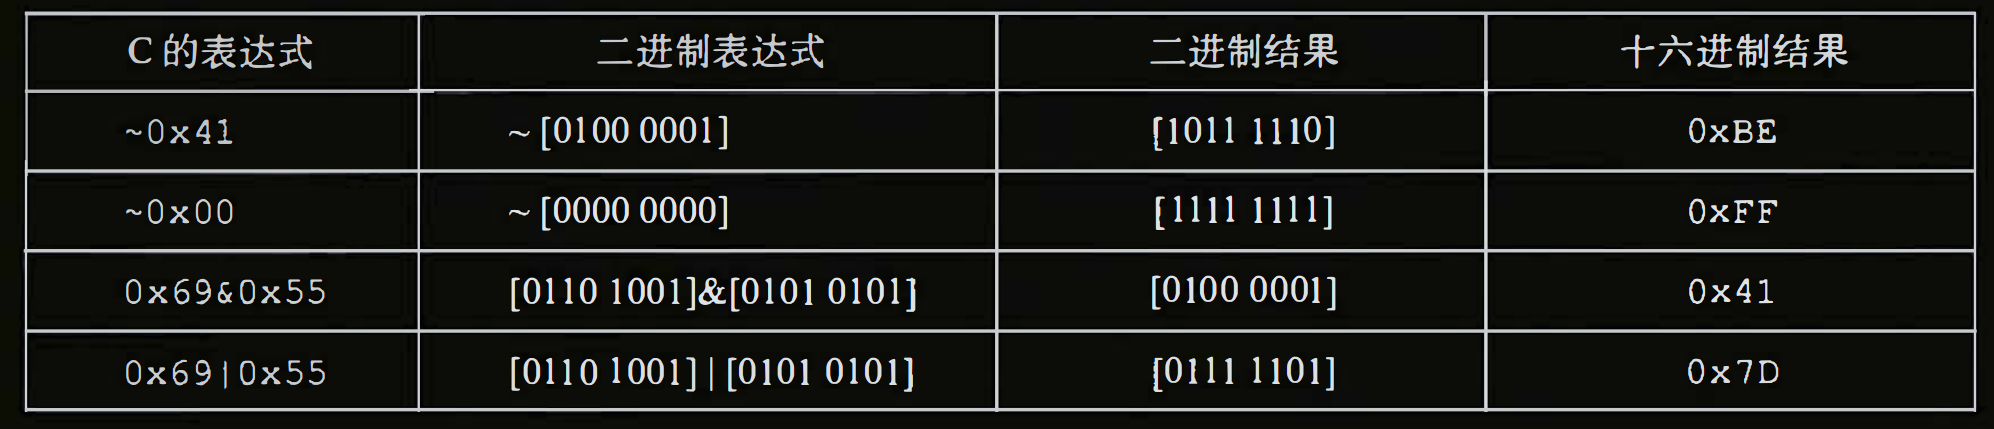 C 的表达式 二进制表达式 二进制结果 十六进制结果
~0x41 ~ [0100 0001] [1011 1110] 0xBE
~0x00 ~ [0000 0000] [1111 1111] 0xFF
0x69&0x55 [0110 1001]&[0101 0101] [0100 0001] 0x41
0x69|0x55 [0110 1001] | [0101 0101] [0111 1101] 0x7D